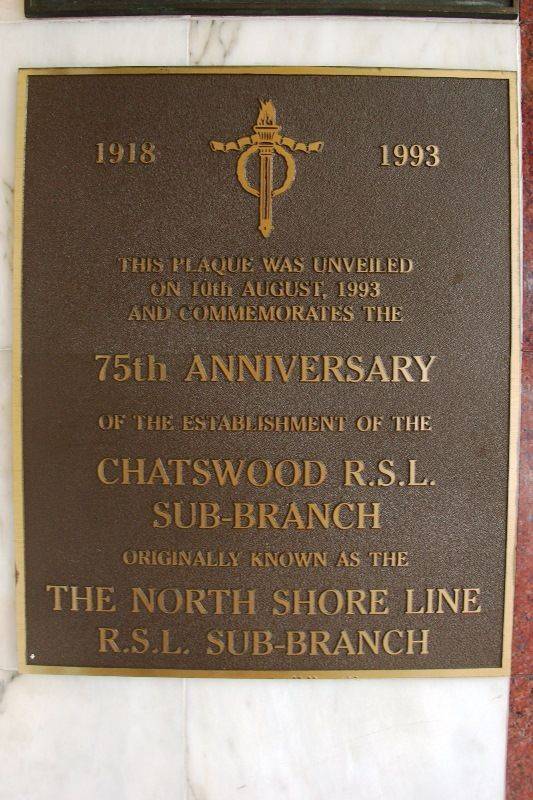 1918 1993
THIS PLAQUE WAS UNVEILED
ON 10th AUGUST, 1993
AND COMMEMORATES THE
75th ANNIVERSARY
OF THE ESTABLISHMENT OF THE
CHATSWOOD R.S.L.
SUB-BRANCH
ORIGINALLY KNOWN AS THE
THE NORTH SHORE LINE
R.S.L. SUB-BRANCH